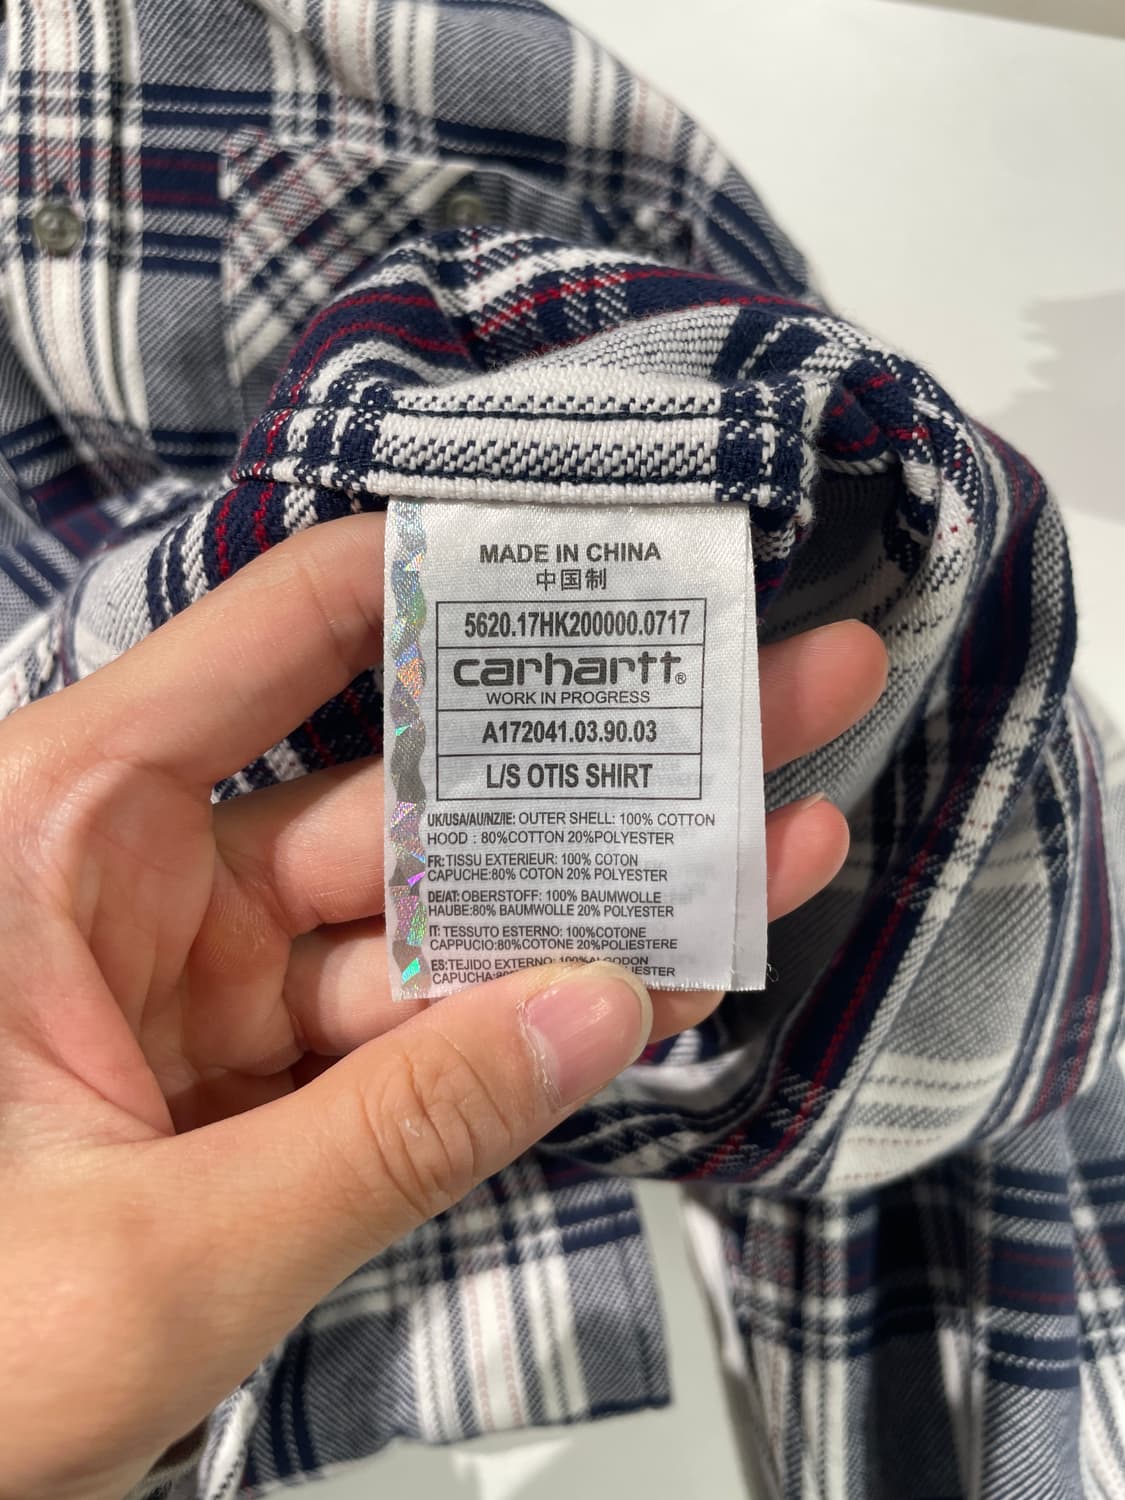 MADE IN CHINA
中国制
5620.17HK200000.0717
carhartt®
WORK IN PROGRESS
A172041.03.90.03
L/S OTIS SHIRT
UK/USA/AU/NZ/IE: OUTER SHELL: 100% COTTON
HOOD : 80%COTTON 20%POLYESTER
FR:TISSU EXTERIEUR: 100% COTON
CAPUCHE:80% COTON 20% POLYESTER
DE/AT: OBERSTOFF: 100% BAUMWOLLE
HAUBE:80% BAUMWOLLE 20% POLYESTER
IT: TESSUTO ESTERNO: 100%COTONE
CAPPUCIO:80%COTONE 20%POLIESTERE
ES:TEJIDO EXTERNO: 100%ALGODON
CAPUCHA: